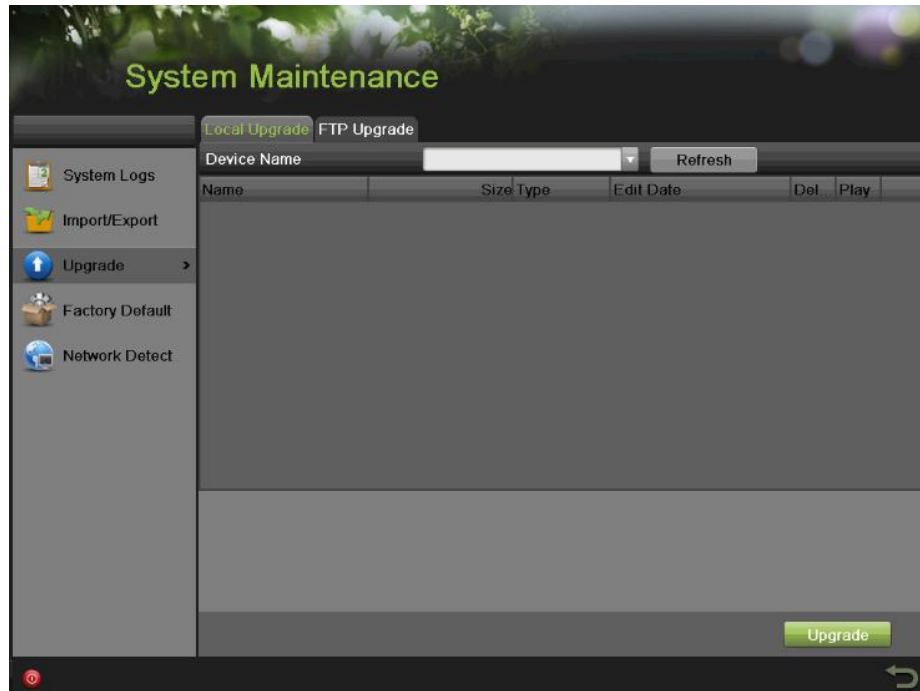 System Maintenance
Local Upgrade FTP Upgrade
Device Name Refresh
Name Size Type Edit Date Del... Play
System Logs
Import/Export
Upgrade >
Factory Default
Network Detect
Upgrade